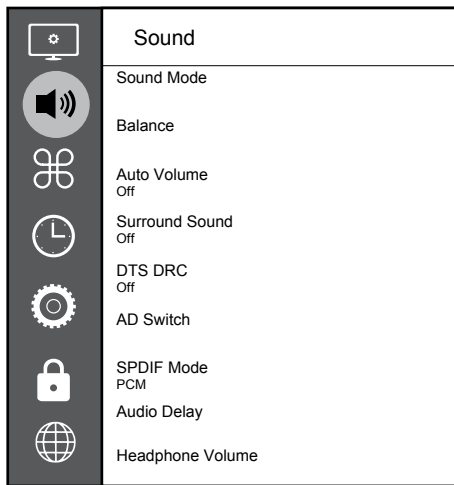 Sound
Sound Mode
Balance
Auto Volume
Off
Surround Sound
Off
DTS DRC
Off
AD Switch
SPDIF Mode
PCM
Audio Delay
Headphone Volume